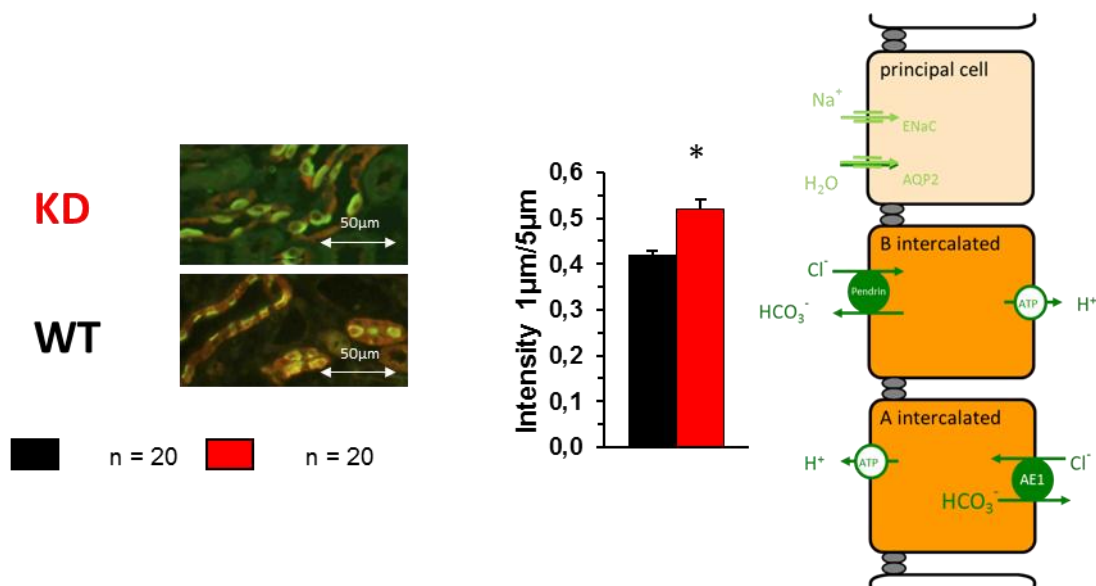 KD
50µm
WT
50µm
n = 20
n = 20
*
0,6
0,5
0,4
0,3
0,2
0,1
0,0
Intensity 1µm/5µm
principal cell
Na⁺
ENaC
H₂O
AQP2
B intercalated
Cl⁻
Pendrin
HCO₃⁻
ATP
H⁺
A intercalated
H⁺
ATP
Cl⁻
AE1
HCO₃⁻